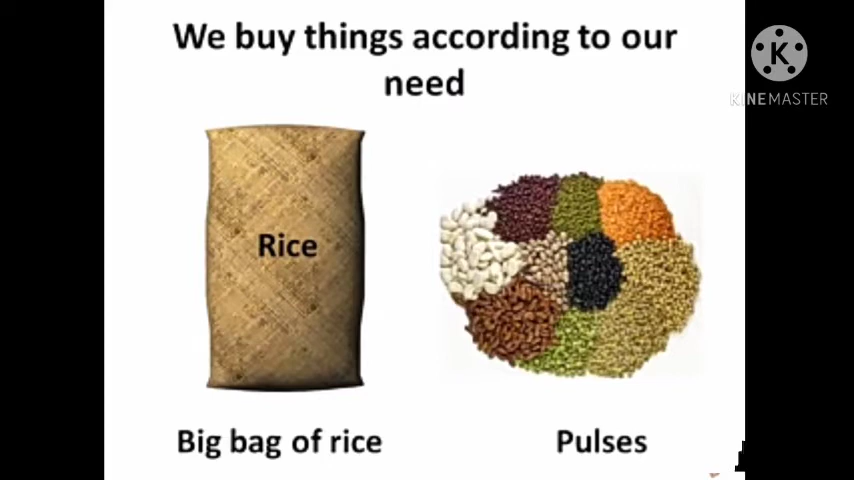 We buy things according to our
need
K
KINEMASTER
Rice
Big bag of rice
Pulses